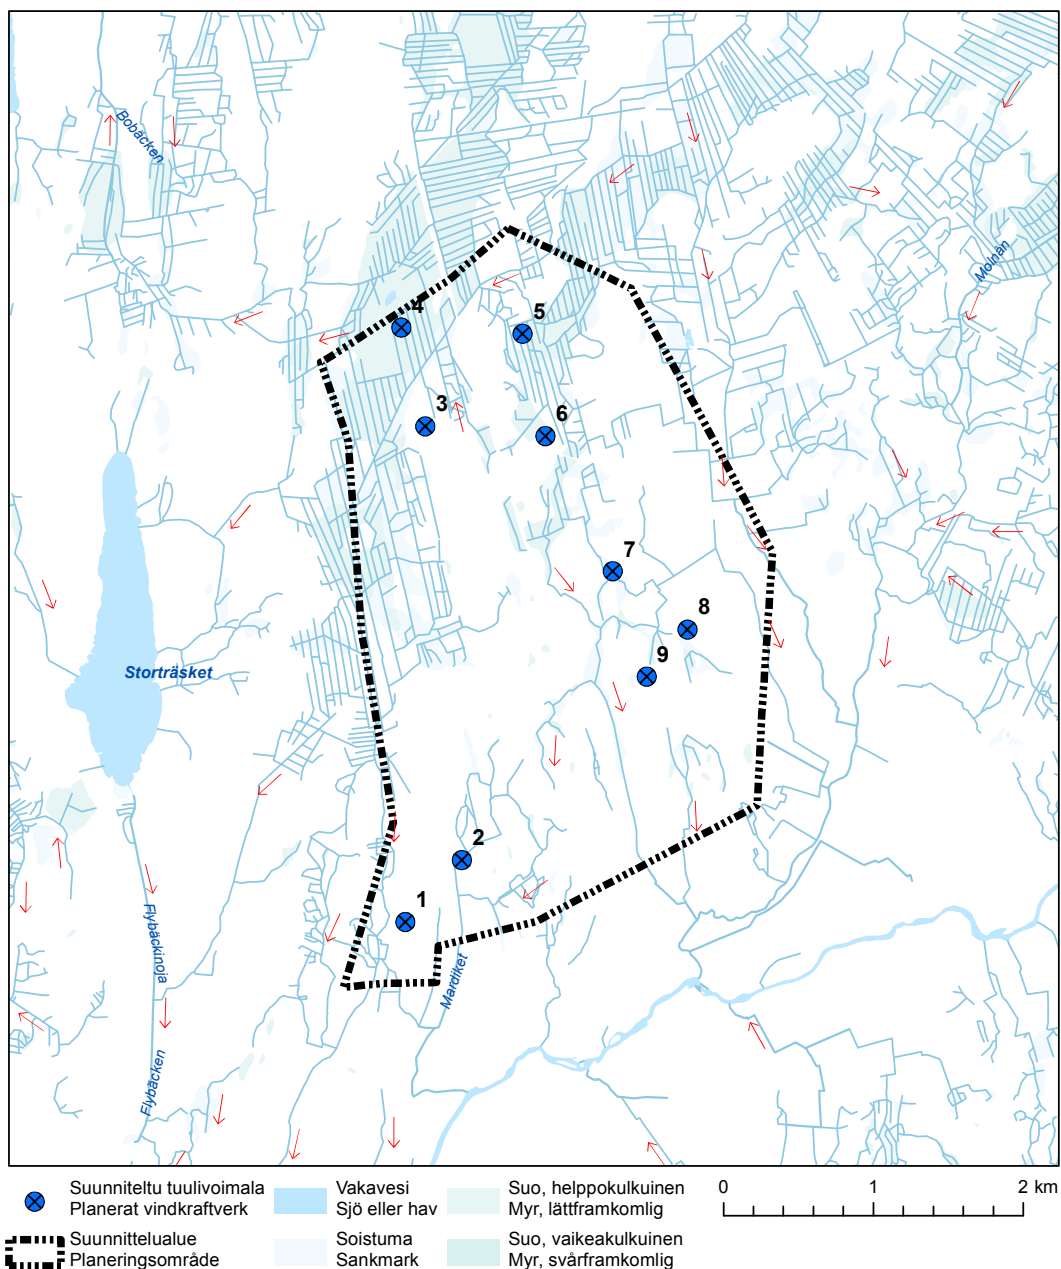 Bobäcken
Molnån
4
5
3
6
7
8
9
Storträsket
2
1
Flybäckinoja
Mardiket
Flybäcken
Suunniteltu tuulivoimala
Planerat vindkraftverk
Suunnittelualue
Planeringsområde
Vakavesi
Sjö eller hav
Soistuma
Sankmark
Suo, helppokulkuinen
Myr, lättframkomlig
Suo, vaikeakulkuinen
Myr, svårframkomlig
0 1 2 km